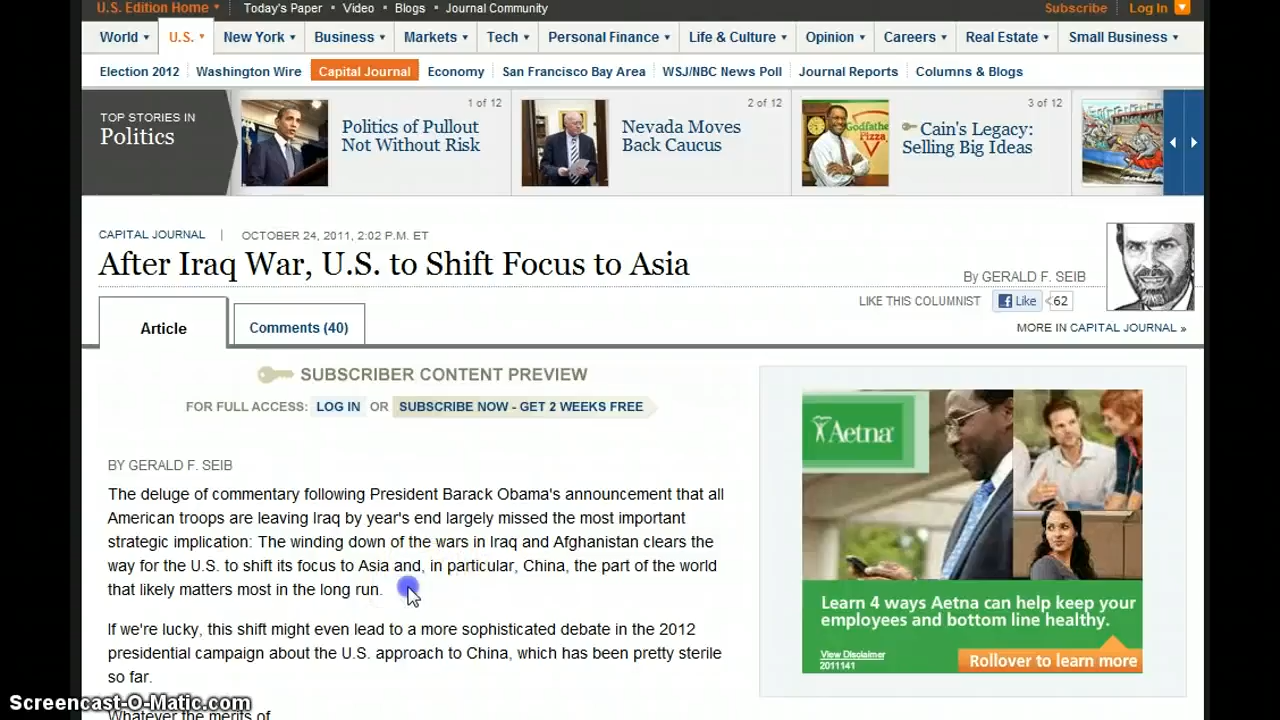 U.S. Edition Home Today's Paper • Video • Blogs • Journal Community Subscribe Log In
World U.S. New York Business Markets Tech Personal Finance Life & Culture Opinion Careers Real Estate Small Business
Election 2012 Washington Wire Capital Journal Economy San Francisco Bay Area WSJ/NBC News Poll Journal Reports Columns & Blogs
TOP STORIES IN
Politics
1 of 12
Politics of Pullout
Not Without Risk
2 of 12
Nevada Moves
Back Caucus
3 of 12
Cain's Legacy:
Selling Big Ideas
Godfather's
Pizza
CAPITAL JOURNAL | OCTOBER 24, 2011, 2:02 P.M. ET
After Iraq War, U.S. to Shift Focus to Asia
By GERALD F. SEIB
LIKE THIS COLUMNIST Like 62
MORE IN CAPITAL JOURNAL »
Article Comments (40)
SUBSCRIBER CONTENT PREVIEW
FOR FULL ACCESS: LOG IN OR SUBSCRIBE NOW - GET 2 WEEKS FREE
BY GERALD F. SEIB
The deluge of commentary following President Barack Obama's announcement that all
American troops are leaving Iraq by year's end largely missed the most important
strategic implication: The winding down of the wars in Iraq and Afghanistan clears the
way for the U.S. to shift its focus to Asia and, in particular, China, the part of the world
that likely matters most in the long run.
If we're lucky, this shift might even lead to a more sophisticated debate in the 2012
presidential campaign about the U.S. approach to China, which has been pretty sterile
so far.
Whatever the merits of
Aetna
Learn 4 ways Aetna can help keep your
employees and bottom line healthy.
View Disclaimer
2011141
Rollover to learn more
Screencast-O-Matic.com